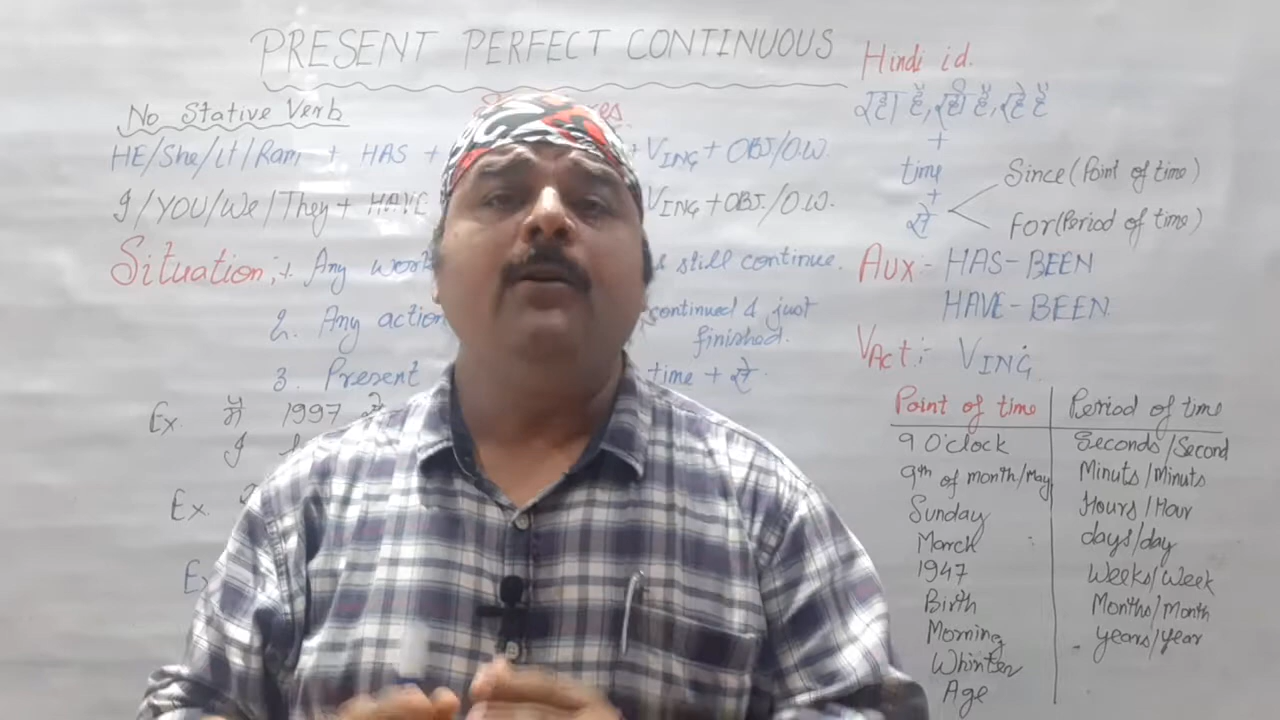 PRESENT PERFECT CONTINUOUS
No Stative Verb
HE/She/It/Ram + HAS + + VING + OBJ/O.W.
I/YOU/We/They + HAVE VING + OBJ./O.W.
Situation:1. Any work still continue.
2. Any action continued & just
finished.
3. Present time + से.
Ex. मैं 1997 से
I
Ex.
Hindi id.
रहा है, रही है, रहे हैं
+
time
+
से
Since (Point of time)
For (Period of time)
AUX - HAS-BEEN
HAVE-BEEN
VAct:- VING.
Point of time Period of time
9 O'clock Seconds/Second
9th of month/May Minuts/Minuts
Sunday Hours/Hour
March days/day
1947 Weeks/Week
Birth Months/Month
Morning years/year
Whinter
Age